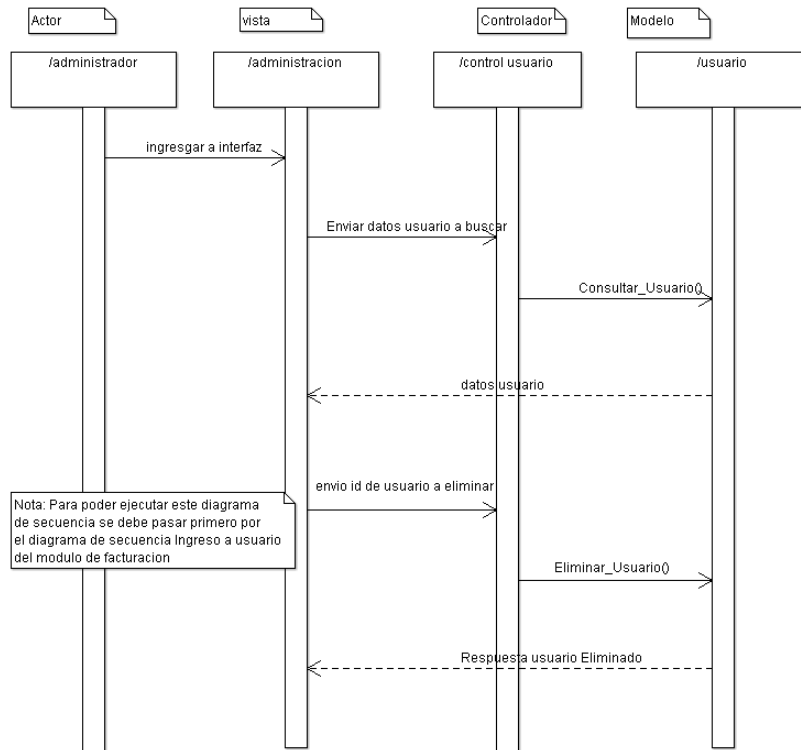 Actor
vista
Controlador
Modelo
/administrador
/administracion
/control usuario
/usuario
ingresgar a interfaz
Enviar datos usuario a buscar
Consultar_Usuario()
datos usuario
envio id de usuario a eliminar
Nota: Para poder ejecutar este diagrama
de secuencia se debe pasar primero por
el diagrama de secuencia Ingreso a usuario
del modulo de facturacion
Eliminar_Usuario()
Respuesta usuario Eliminado